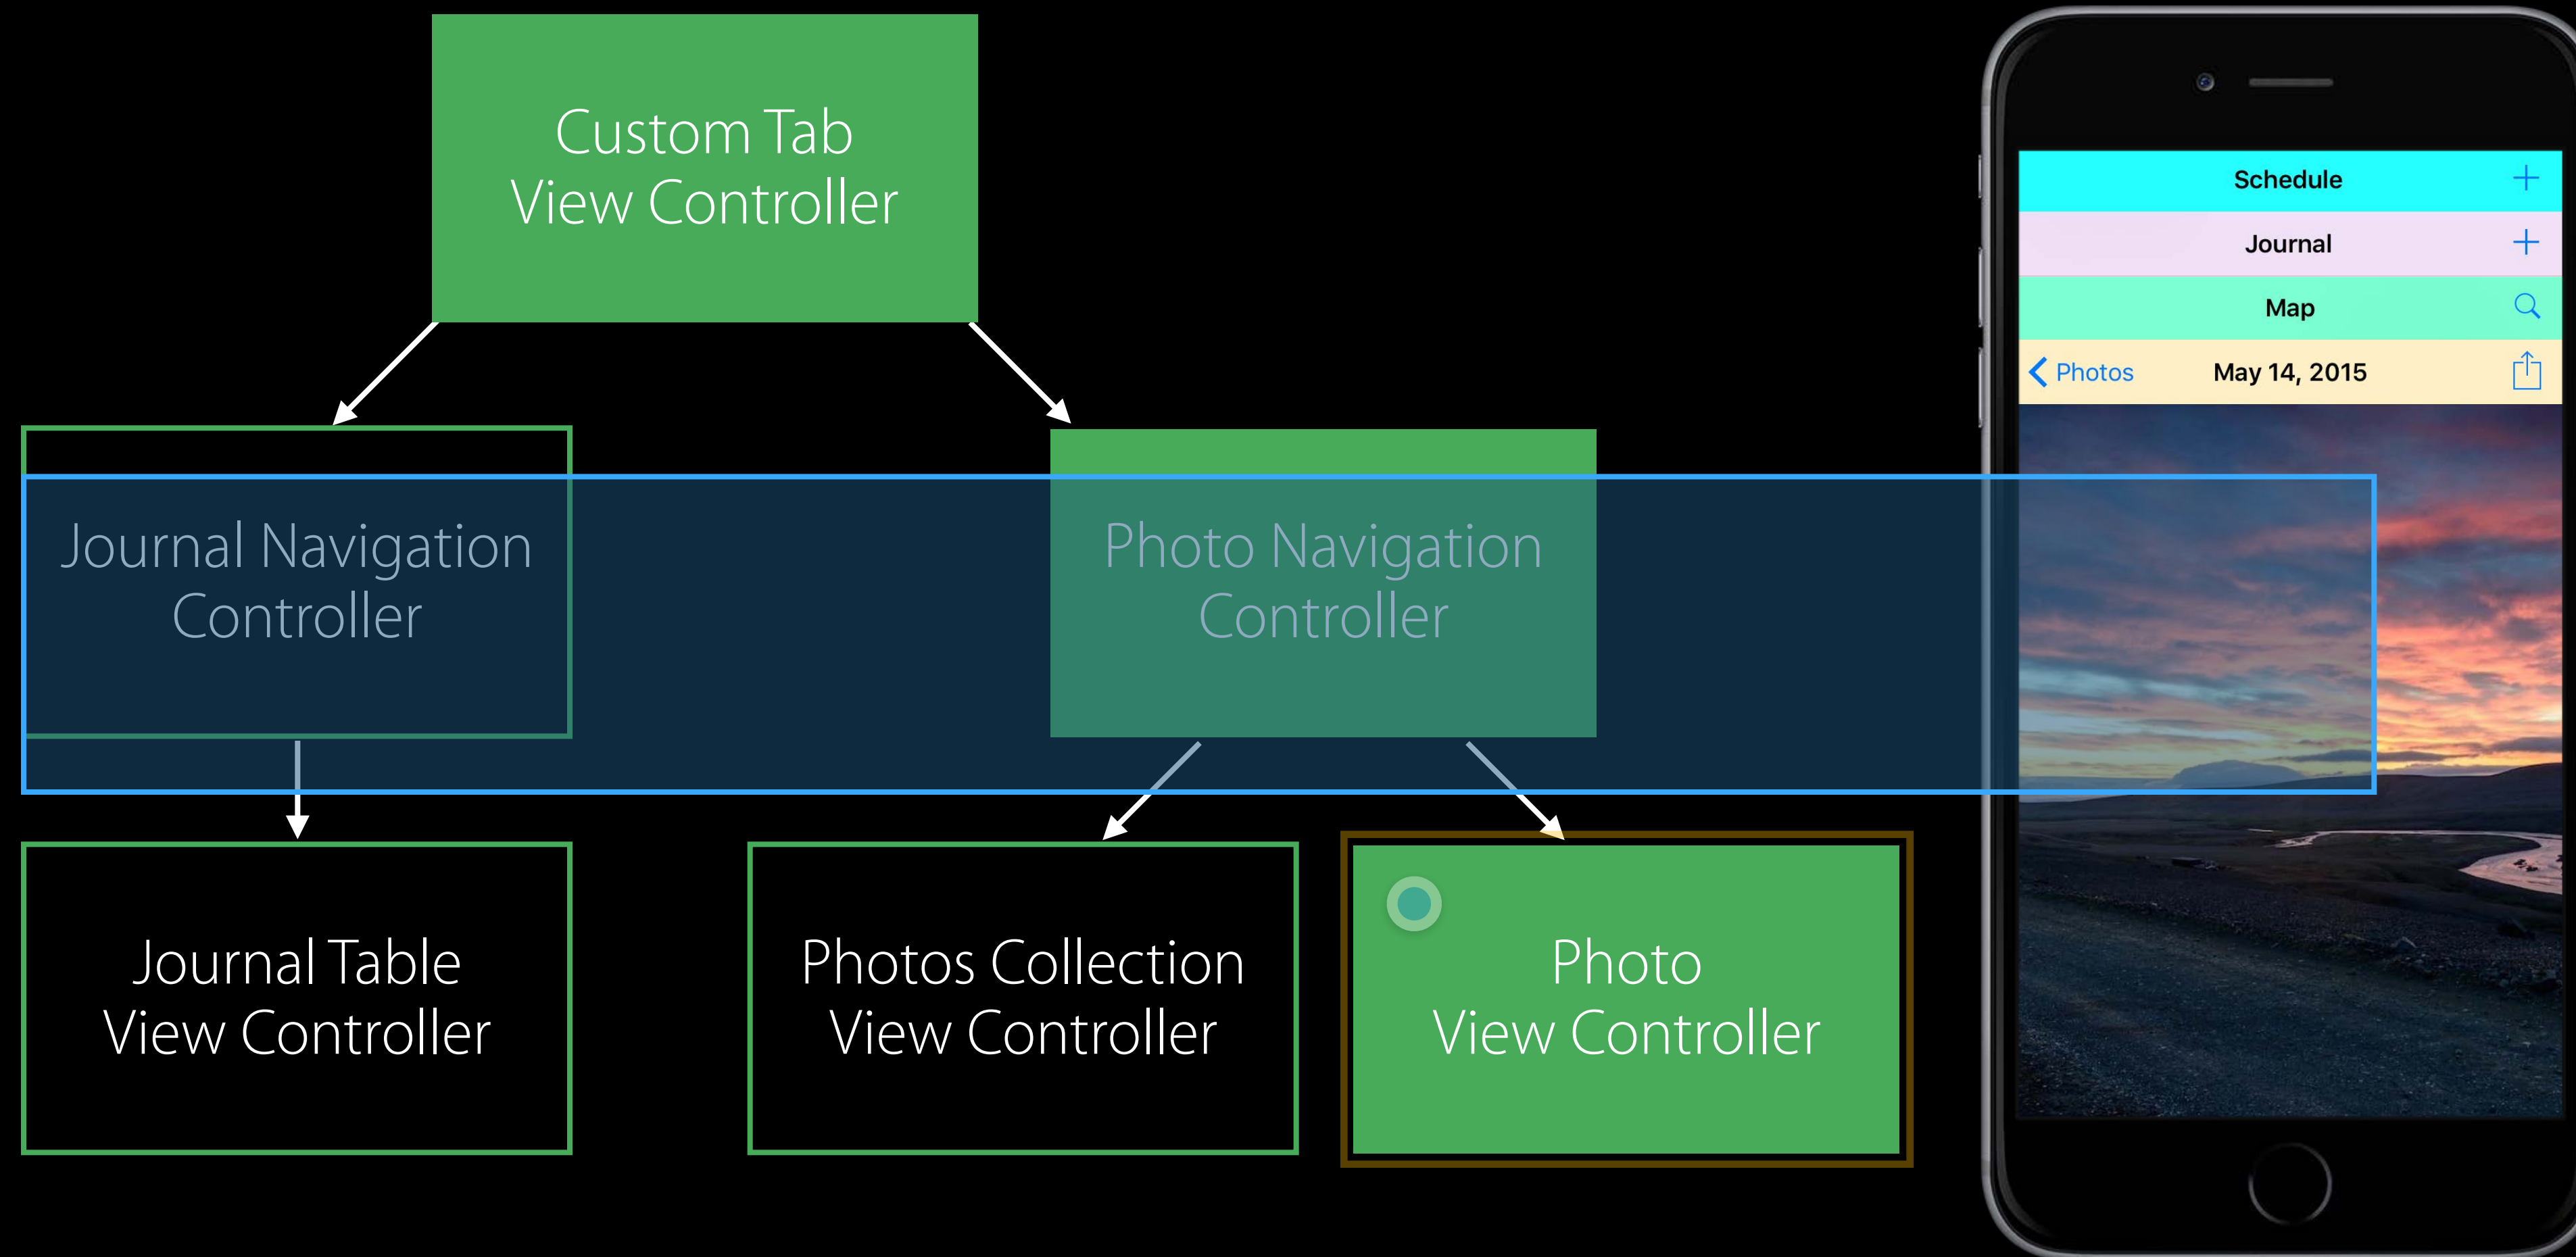 Custom Tab
View Controller
Journal Navigation
Controller
Photo Navigation
Controller
Journal Table
View Controller
Photos Collection
View Controller
Photo
View Controller
Schedule
Journal
Map
Photos May 14, 2015